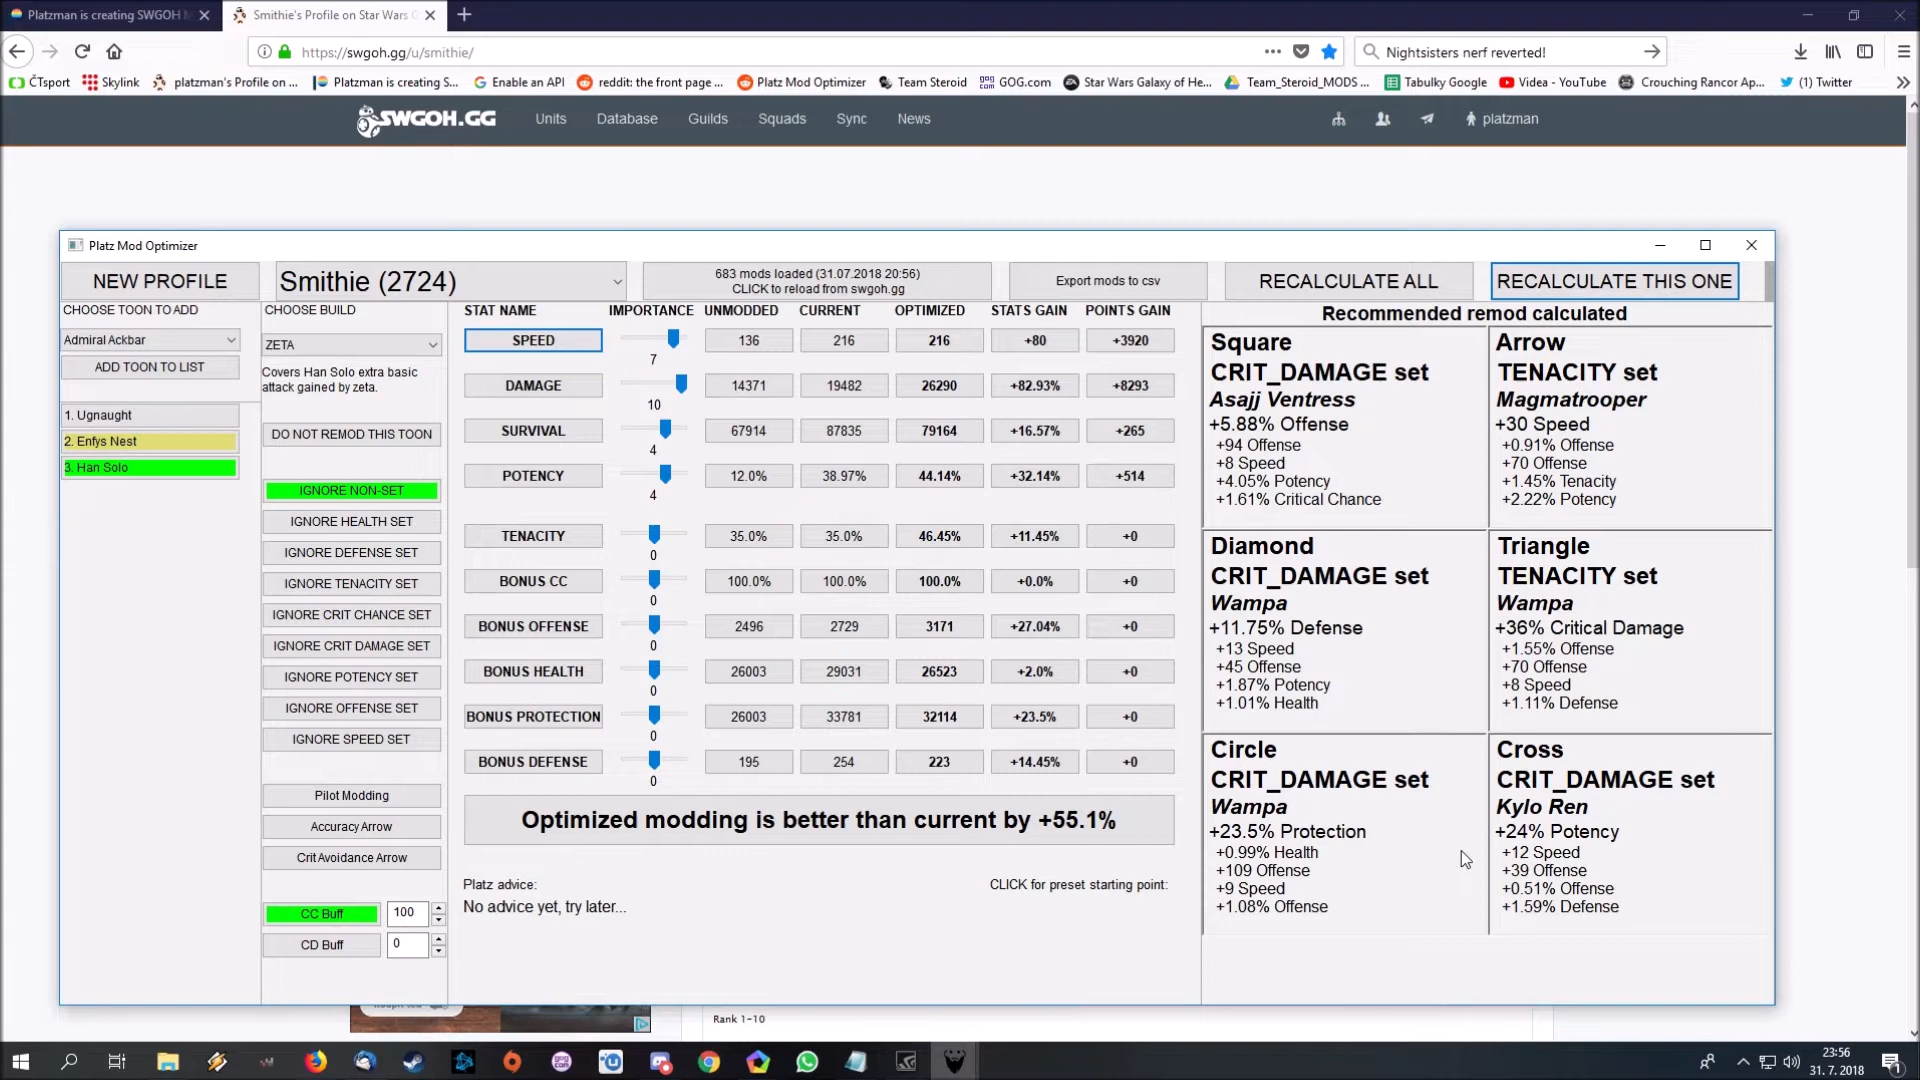 Platzman is creating SWGOH M
Smithie's Profile on Star Wars G
https://swgoh.gg/u/smithie/
Nightsisters nerf reverted!
ČTsport
Skylink
platzman's Profile on ...
Platzman is creating S...
Enable an API
reddit: the front page ...
Platz Mod Optimizer
Team Steroid
GOG.com
Star Wars Galaxy of He...
Team_Steroid_MODS ...
Tabulky Google
Videa - YouTube
Crouching Rancor Ap...
(1) Twitter
SWGOH.GG
Units
Database
Guilds
Squads
Sync
News
platzman
Platz Mod Optimizer
NEW PROFILE
Smithie (2724)
683 mods loaded (31.07.2018 20:56)
CLICK to reload from swgoh.gg
Export mods to csv
RECALCULATE ALL
RECALCULATE THIS ONE
CHOOSE TOON TO ADD
Admiral Ackbar
ADD TOON TO LIST
1. Ugnaught
2. Enfys Nest
3. Han Solo
CHOOSE BUILD
ZETA
Covers Han Solo extra basic
attack gained by zeta.
DO NOT REMOD THIS TOON
IGNORE NON-SET
IGNORE HEALTH SET
IGNORE DEFENSE SET
IGNORE TENACITY SET
IGNORE CRIT CHANCE SET
IGNORE CRIT DAMAGE SET
IGNORE POTENCY SET
IGNORE OFFENSE SET
IGNORE SPEED SET
Pilot Modding
Accuracy Arrow
Crit Avoidance Arrow
CC Buff 100
CD Buff 0
STAT NAME IMPORTANCE UNMODDED CURRENT OPTIMIZED STATS GAIN POINTS GAIN
SPEED 7 136 216 216 +80 +3920
DAMAGE 10 14371 19482 26290 +82.93% +8293
SURVIVAL 4 67914 87835 79164 +16.57% +265
POTENCY 4 12.0% 38.97% 44.14% +32.14% +514
TENACITY 0 35.0% 35.0% 46.45% +11.45% +0
BONUS CC 0 100.0% 100.0% 100.0% +0.0% +0
BONUS OFFENSE 0 2496 2729 3171 +27.04% +0
BONUS HEALTH 0 26003 29031 26523 +2.0% +0
BONUS PROTECTION 0 26003 33781 32114 +23.5% +0
BONUS DEFENSE 0 195 254 223 +14.45% +0
Optimized modding is better than current by +55.1%
Platz advice:
No advice yet, try later...
CLICK for preset starting point:
Recommended remod calculated
Square
CRIT_DAMAGE set
Asajj Ventress
+5.88% Offense
+94 Offense
+8 Speed
+4.05% Potency
+1.61% Critical Chance
Arrow
TENACITY set
Magmatrooper
+30 Speed
+0.91% Offense
+70 Offense
+1.45% Tenacity
+2.22% Potency
Diamond
CRIT_DAMAGE set
Wampa
+11.75% Defense
+13 Speed
+45 Offense
+1.87% Potency
+1.01% Health
Triangle
TENACITY set
Wampa
+36% Critical Damage
+1.55% Offense
+70 Offense
+8 Speed
+1.11% Defense
Circle
CRIT_DAMAGE set
Wampa
+23.5% Protection
+0.99% Health
+109 Offense
+9 Speed
+1.08% Offense
Cross
CRIT_DAMAGE set
Kylo Ren
+24% Potency
+12 Speed
+39 Offense
+0.51% Offense
+1.59% Defense
Rank 1-10
23:56
31. 7. 2018
1